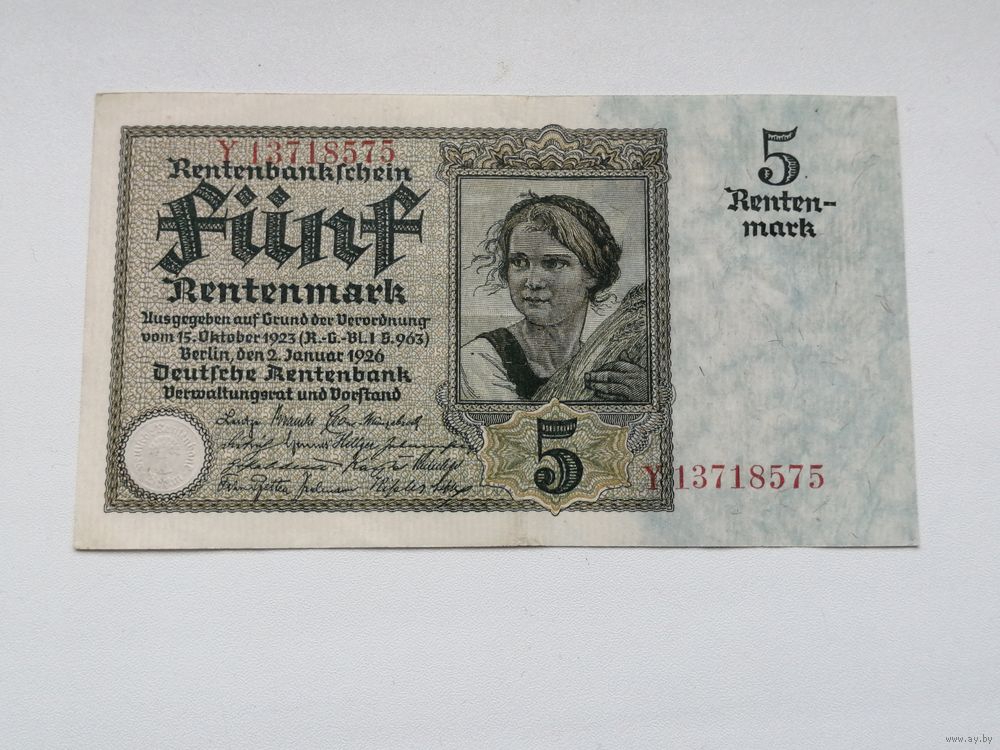 Y 13718575
Rentenbankschein
Fünf
Rentenmark
Ausgegeben auf Grund der Verordnung
vom 15. Oktober 1923 (R.-G.-Bl. I S. 963)
Berlin, den 2. Januar 1926
Deutsche Rentenbank
Verwaltungsrat und Vorstand
5
Renten-
mark
5
Y 13718575
www.ay.by